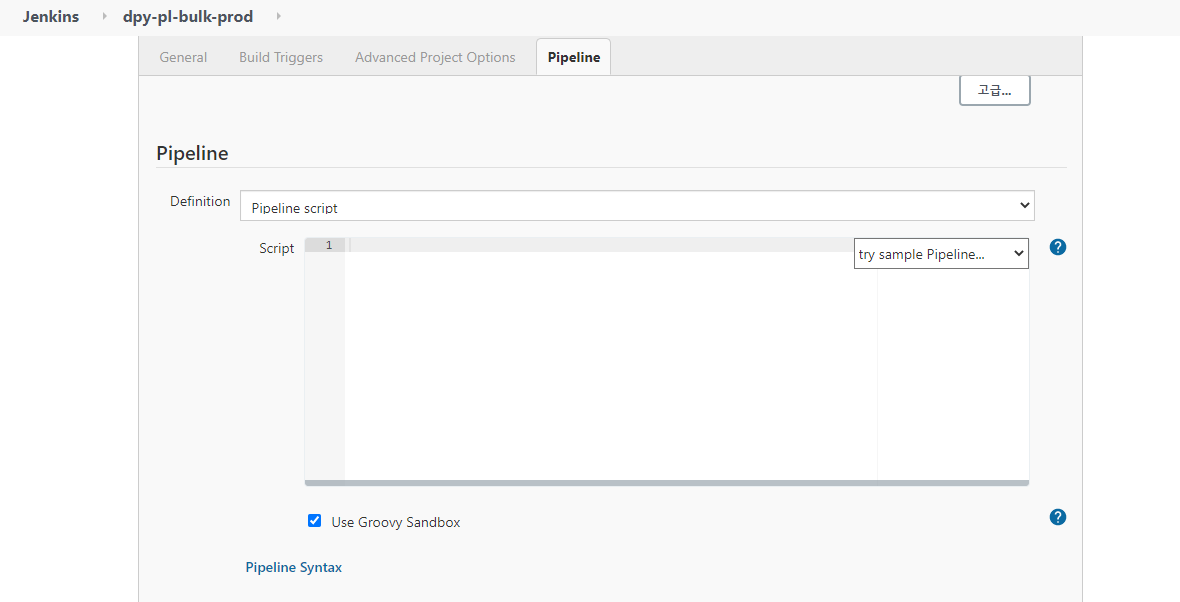 Jenkins dpy-pl-bulk-prod
General Build Triggers Advanced Project Options Pipeline
고급...
Pipeline
Definition Pipeline script
Script 1 try sample Pipeline... ?
Use Groovy Sandbox ?
Pipeline Syntax